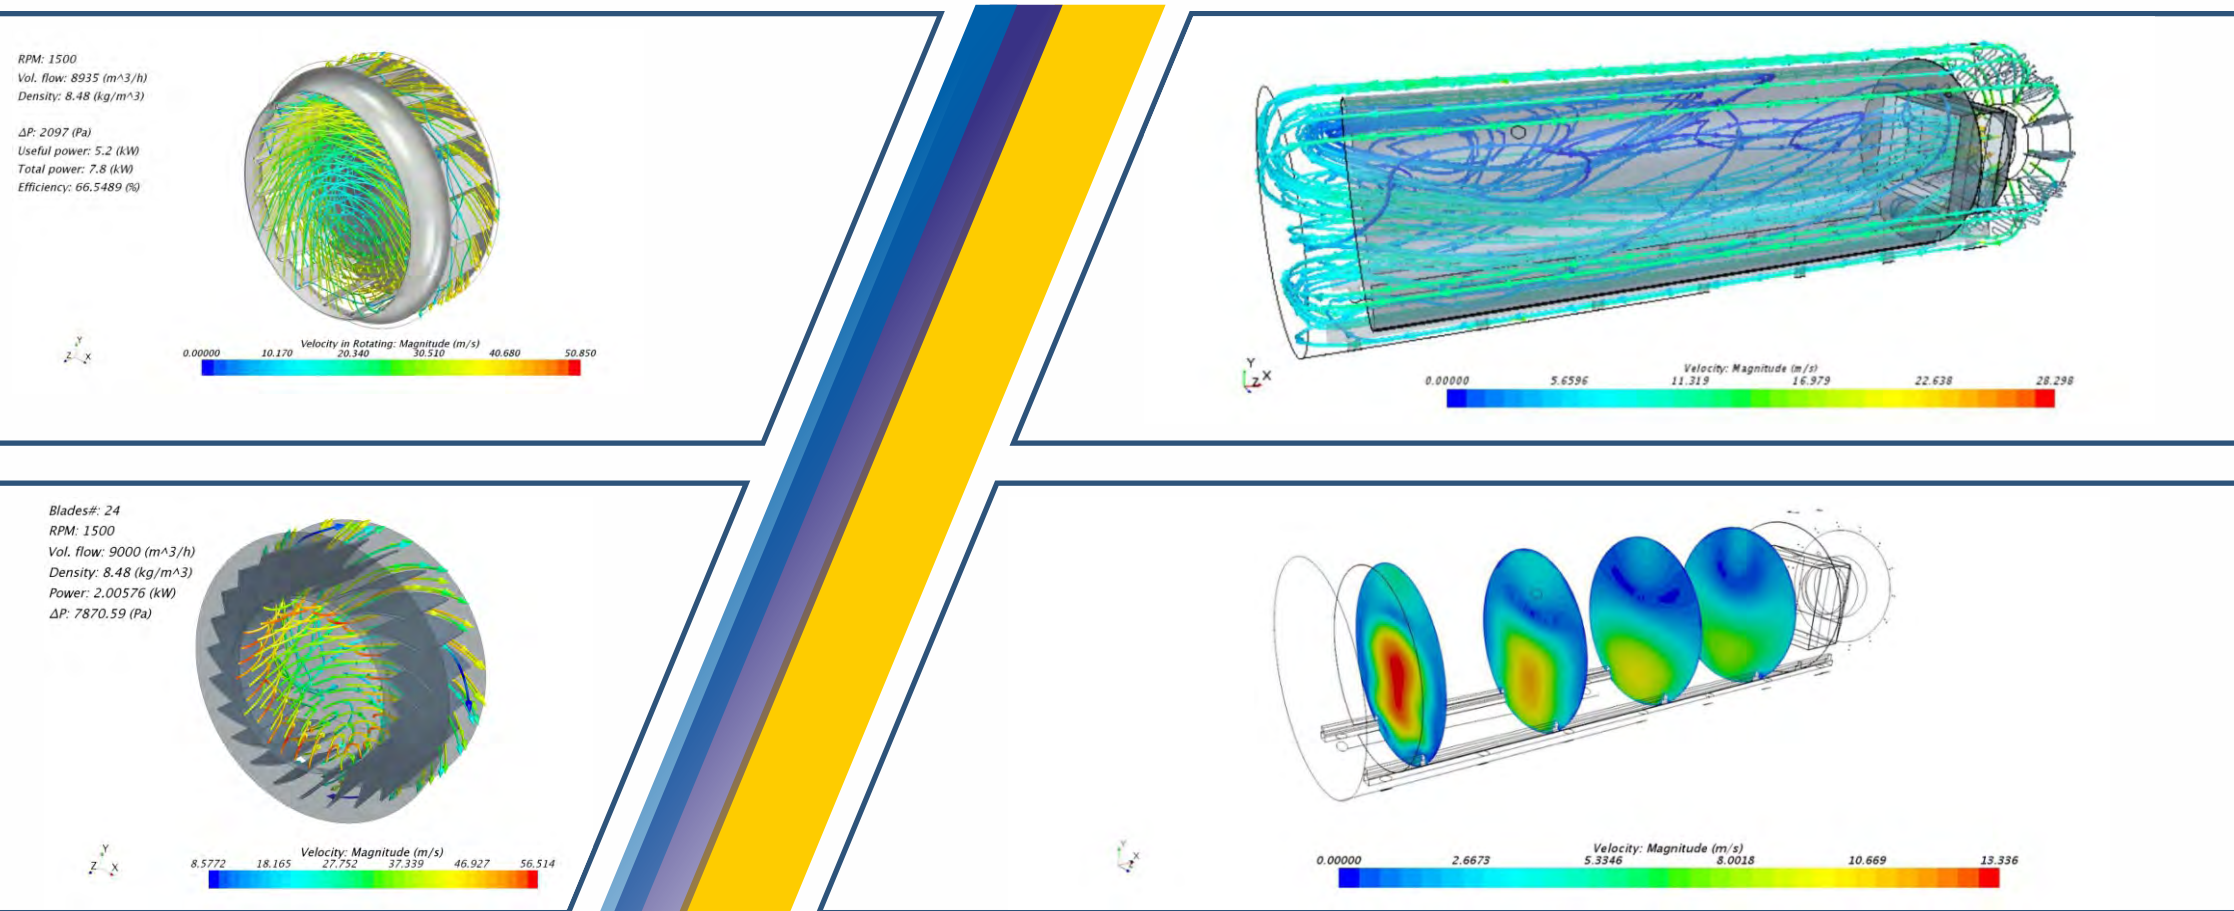 RPM: 1500
Vol. flow: 8935 (m^3/h)
Density: 8.48 (kg/m^3)
ΔP: 2097 (Pa)
Useful power: 5.2 (kW)
Total power: 7.8 (kW)
Efficiency: 66.5489 (%)
Y
Z X
Velocity in Rotating: Magnitude (m/s)
0.00000 10.170 20.340 30.510 40.680 50.850
Y
Z X
Velocity: Magnitude (m/s)
0.00000 5.6596 11.319 16.979 22.638 28.298
Blades#: 24
RPM: 1500
Vol. flow: 9000 (m^3/h)
Density: 8.48 (kg/m^3)
Power: 2.00576 (kW)
ΔP: 7870.59 (Pa)
Y
Z X
Velocity: Magnitude (m/s)
8.5772 18.165 27.752 37.339 46.927 56.514
Y
X
Z
Velocity: Magnitude (m/s)
0.00000 2.6673 5.3346 8.0018 10.669 13.336